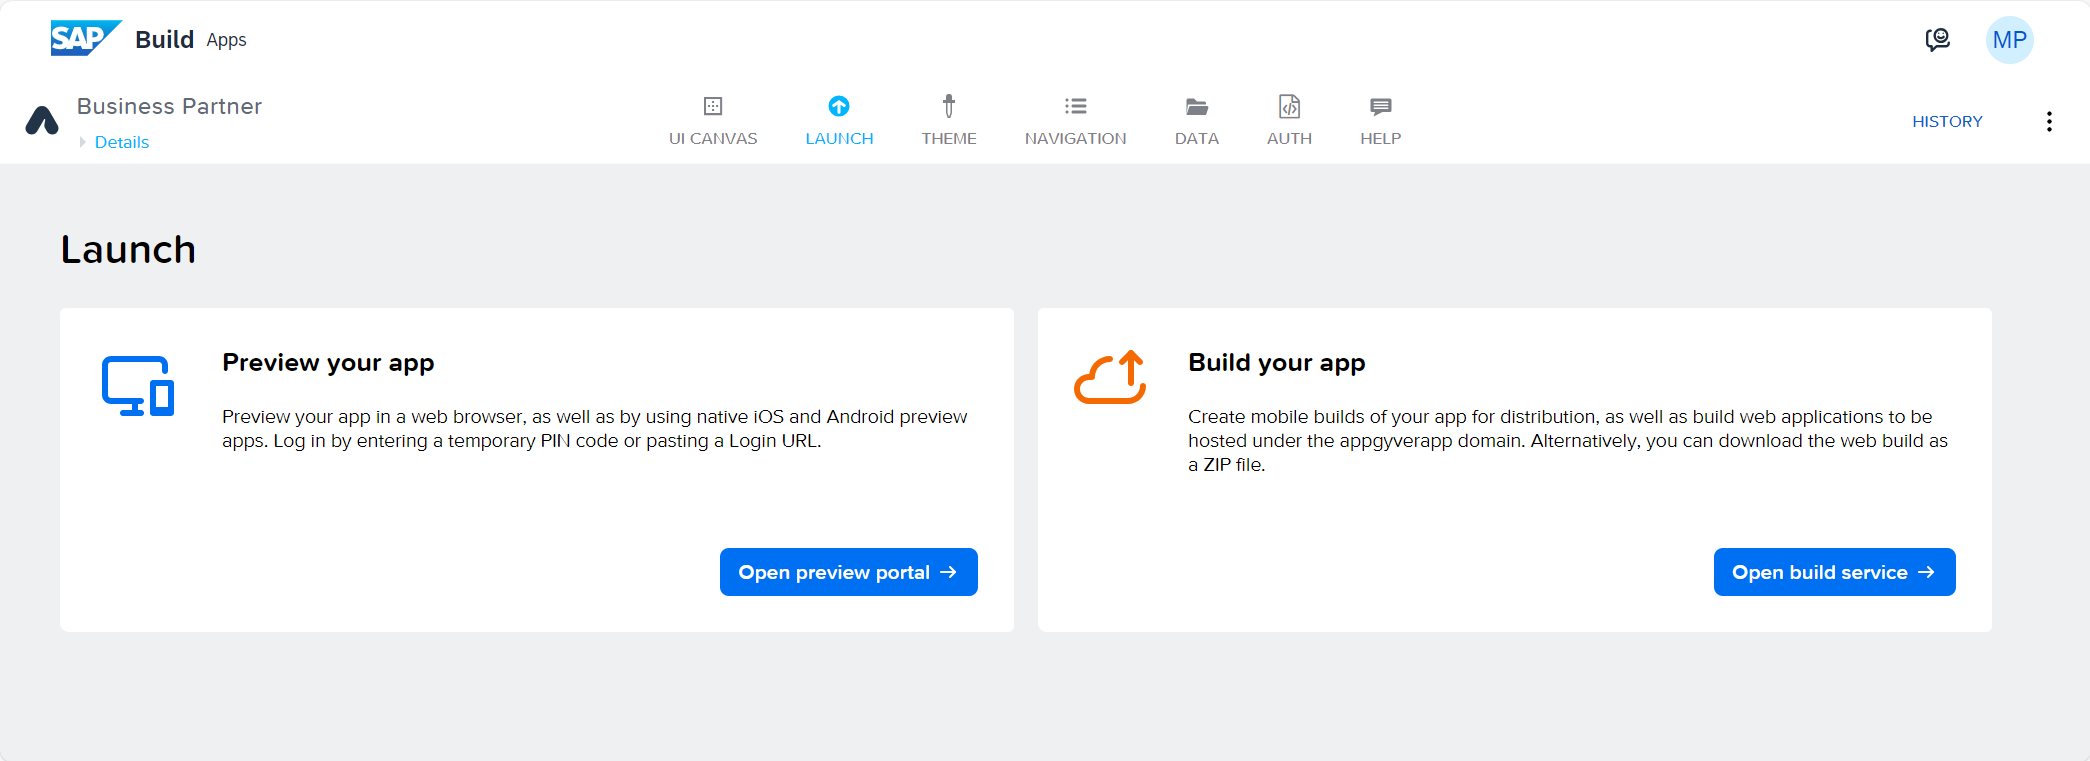 SAP Build Apps
MP
Business Partner
Details
UI CANVAS
LAUNCH
THEME
NAVIGATION
DATA
AUTH
HELP
HISTORY
Launch
Preview your app
Preview your app in a web browser, as well as by using native iOS and Android preview
apps. Log in by entering a temporary PIN code or pasting a Login URL.
Open preview portal →
Build your app
Create mobile builds of your app for distribution, as well as build web applications to be
hosted under the appgyverapp domain. Alternatively, you can download the web build as
a ZIP file.
Open build service →